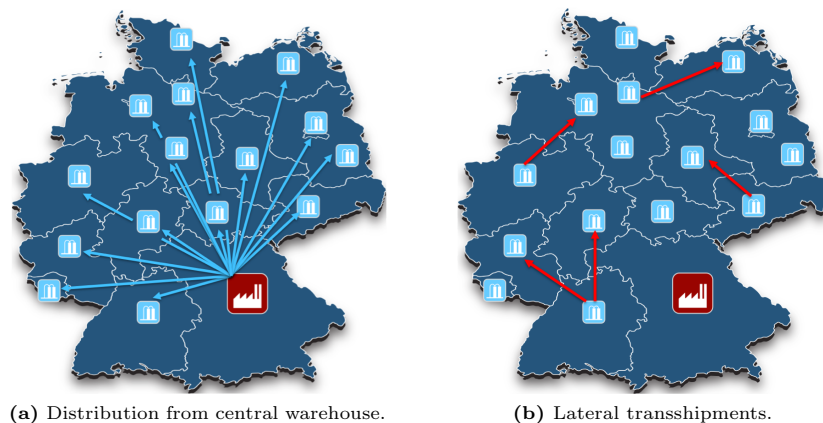 (a) Distribution from central warehouse.
(b) Lateral transshipments.